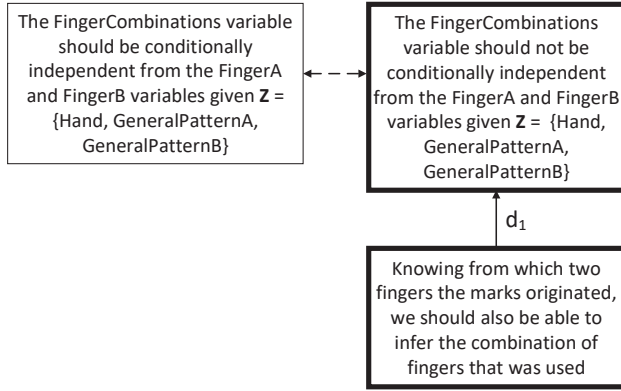 The FingerCombinations variable
should be conditionally
independent from the FingerA
and FingerB variables given Z =
{Hand, GeneralPatternA,
GeneralPatternB}
The FingerCombinations
variable should not be
conditionally independent
from the FingerA and FingerB
variables given Z = {Hand,
GeneralPatternA,
GeneralPatternB}
d₁
Knowing from which two
fingers the marks originated,
we should also be able to
infer the combination of
fingers that was used